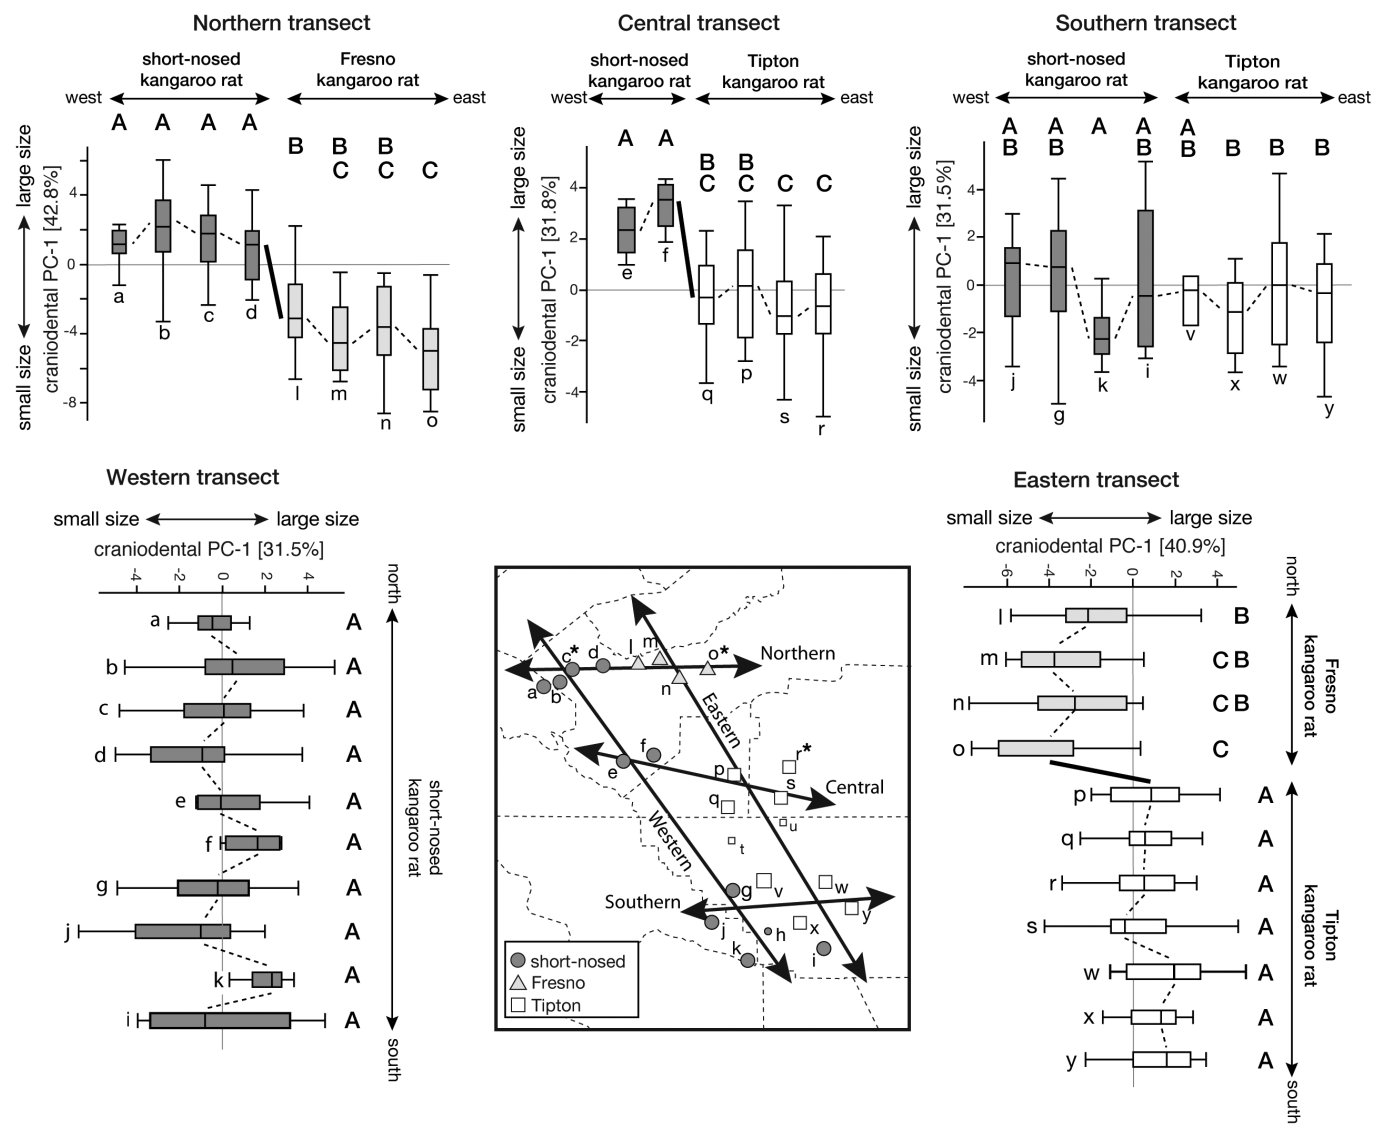 Northern transect
short-nosed
kangaroo rat
Fresno
kangaroo rat
west
east
A A A A
B B B
C C C
large size
small size
craniodental PC-1 [42.8%]
4
0
-4
-8
a b c d l m n o
Central transect
short-nosed
kangaroo rat
Tipton
kangaroo rat
west
east
A A
B B
C C C C
large size
small size
craniodental PC-1 [31.8%]
4
2
0
-2
-4
e f q p s r
Southern transect
short-nosed
kangaroo rat
Tipton
kangaroo rat
west
east
A A A A A
B B B B B B B
large size
small size
craniodental PC-1 [31.5%]
4
2
0
-2
-4
j g k i v x w y
Western transect
small size
large size
craniodental PC-1 [31.5%]
-4 -2 0 2 4
a A
b A
c A
d A
e A
f A
g A
j A
k A
i A
north
short-nosed
kangaroo rat
south
Northern
Eastern
Central
Western
Southern
a b c* d l m n o*
e f p q r* s
t u
g v w y
j h x k i
short-nosed
Fresno
Tipton
Eastern transect
small size
large size
craniodental PC-1 [40.9%]
-6 -4 -2 0 2 4
l B
m C B
n C B
o C
p A
q A
r A
s A
w A
x A
y A
north
Fresno
kangaroo rat
Tipton
kangaroo rat
south